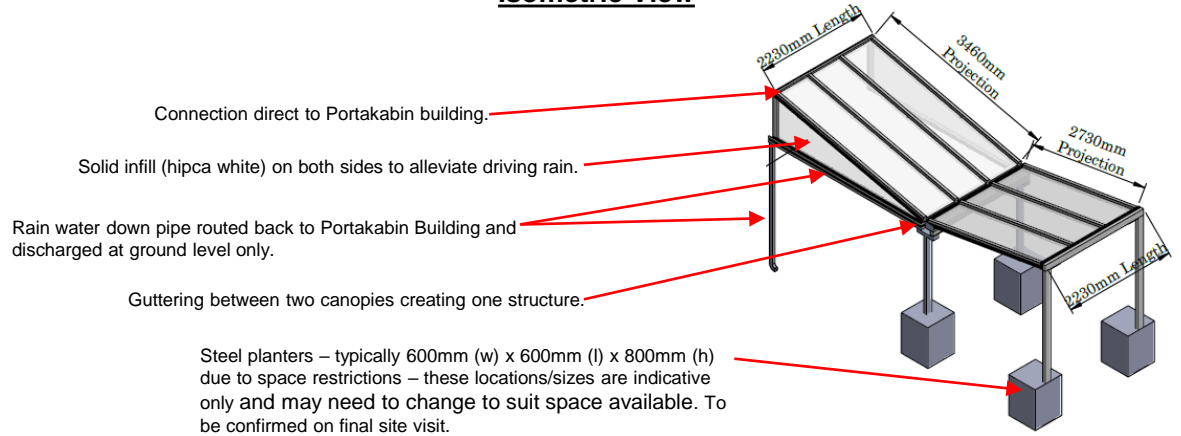 Isometric View
2230mm Length
3460mm
Projection
2730mm
Projection
Connection direct to Portakabin building.
Solid infill (hipca white) on both sides to alleviate driving rain.
Rain water down pipe routed back to Portakabin Building and
discharged at ground level only.
2230mm Length
Guttering between two canopies creating one structure.
Steel planters – typically 600mm (w) x 600mm (l) x 800mm (h)
due to space restrictions – these locations/sizes are indicative
only and may need to change to suit space available. To
be confirmed on final site visit.